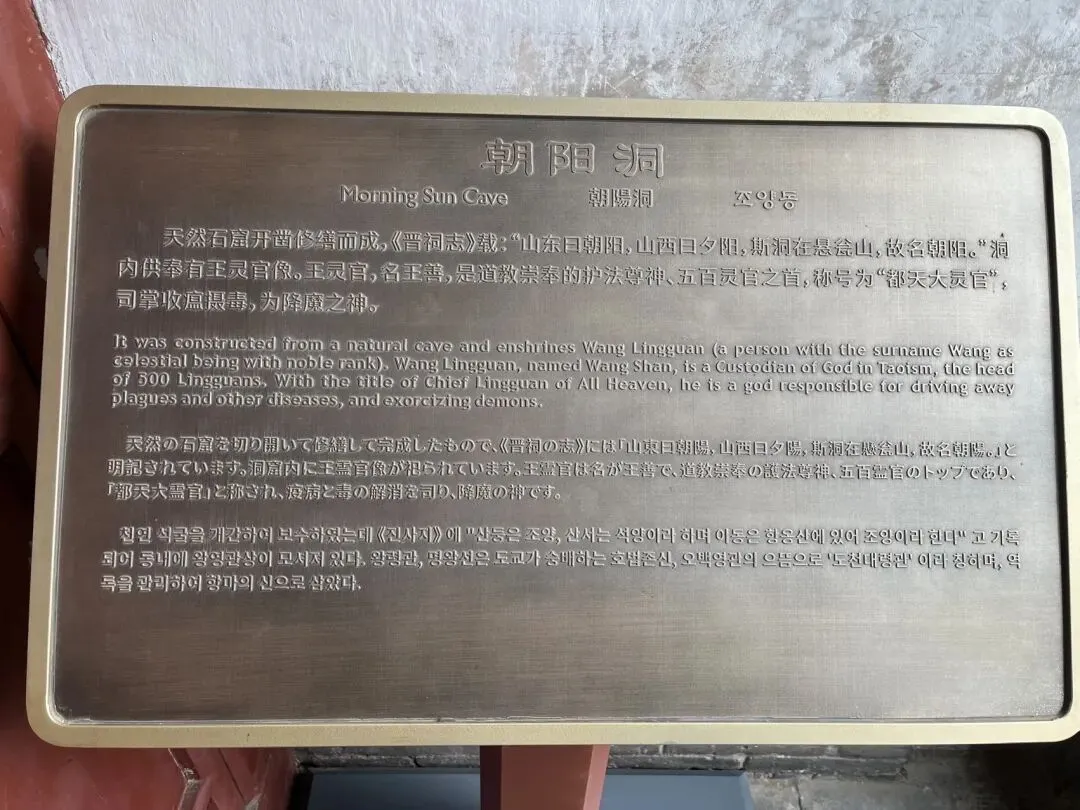 朝阳洞
Morning Sun Cave 朝陽洞 조양동
天然石窟开凿修缮而成，《晋祠志》载：“山东曰朝阳，山西曰夕阳，斯洞在悬瓮山，故名朝阳。”洞
内供奉有王灵官像。王灵官，名王善，是道教崇奉的护法尊神、五百灵官之首，称号为“都天大灵官”，
司掌收瘟摄毒，为降魔之神。
It was constructed from a natural cave and enshrines Wang Lingguan (a person with the surname Wang as
celestial being with noble rank). Wang Lingguan, named Wang Shan, is a Custodian of God in Taoism, the head
of 500 Lingguans. With the title of Chief Lingguan of All Heaven, he is a god responsible for driving away
plagues and other diseases, and exorcizing demons.
天然の石窟を切り開いて修繕して完成したもので、《晋祠の志》には「山東曰朝陽，山西曰夕陽，斯洞在懸瓮山，故名朝陽。」と
明記されています。洞窟内に王霊官像が祀られています。王霊官は名が王善で、道教崇奉の護法尊神、五百霊官のトップであり、
「都天大霊官」と称され、疫病と毒の解消を司り、降魔の神です。
천연 석굴을 개간하여 보수하였는데《진사지》에 "산동은 조양, 산서는 석양이라 하며 이동은 항옹산에 있어 조양이라 한다" 고 기록
되어 동내에 왕영관상이 모셔져 있다. 왕령관, 명왕선은 도교가 숭배하는 호법존신, 오백영관의 으뜸으로 '도천대령관' 이라 칭하며, 역
독을 관리하여 항마의 신으로 삼았다.